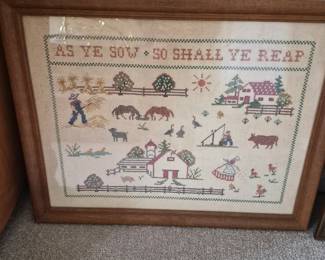 AS YE SOW • SO SHALL YE REAP